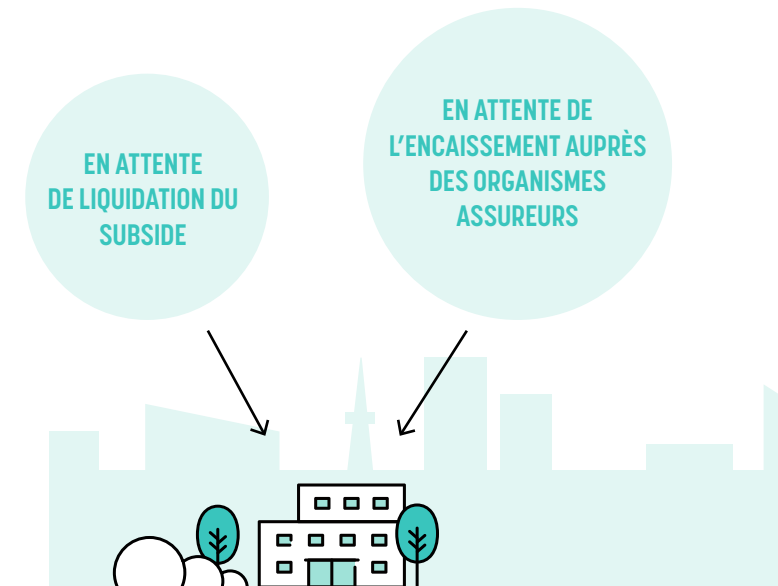 EN ATTENTE
DE LIQUIDATION DU
SUBSIDE
EN ATTENTE DE
L'ENCAISSEMENT AUPRÈS
DES ORGANISMES
ASSUREURS